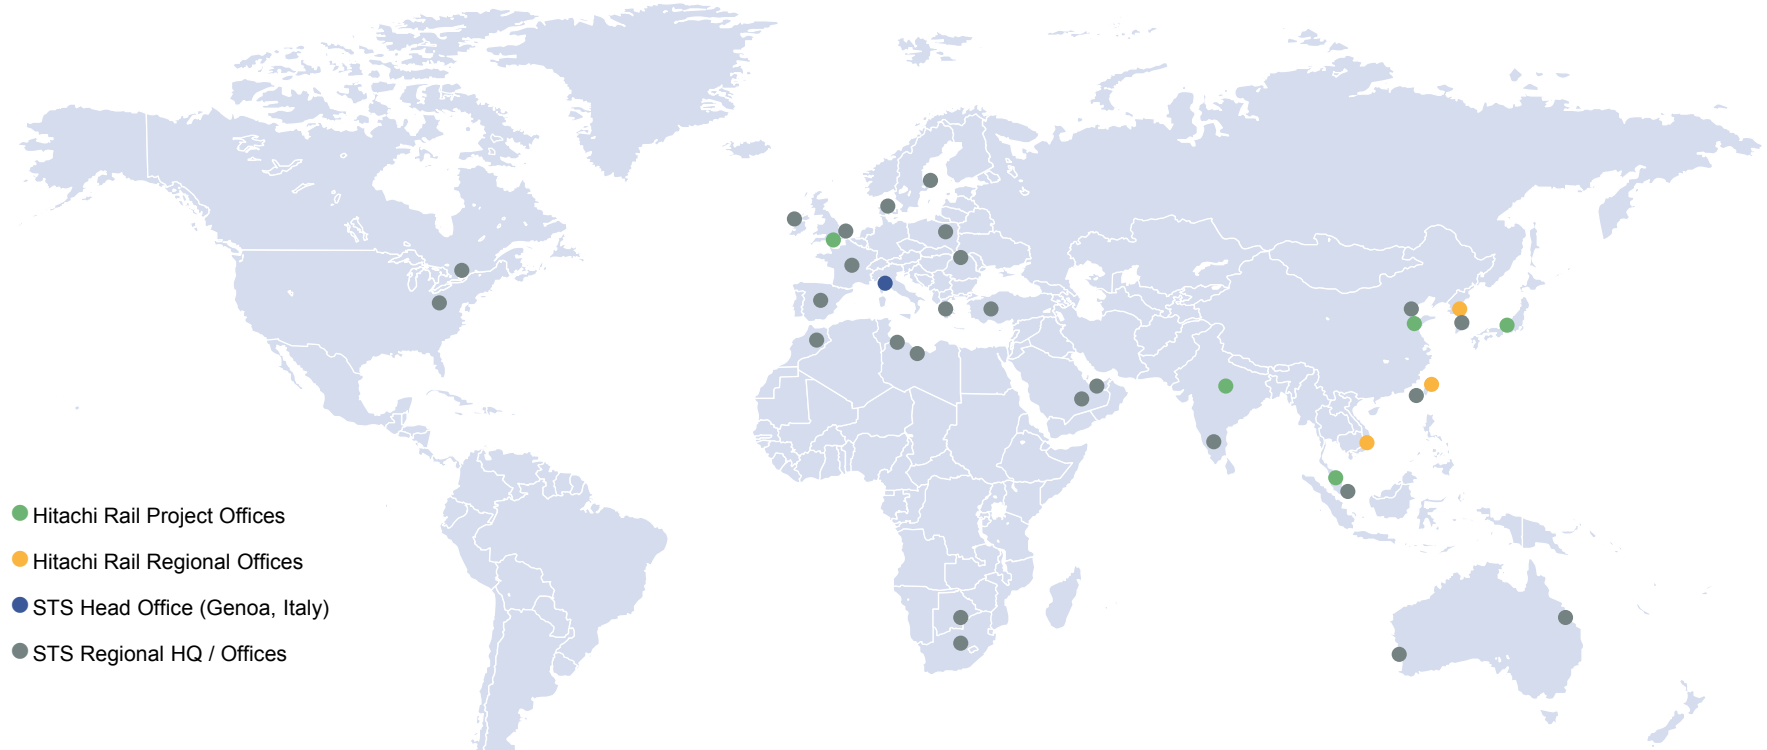 Hitachi Rail Project Offices
Hitachi Rail Regional Offices
STS Head Office (Genoa, Italy)
STS Regional HQ / Offices